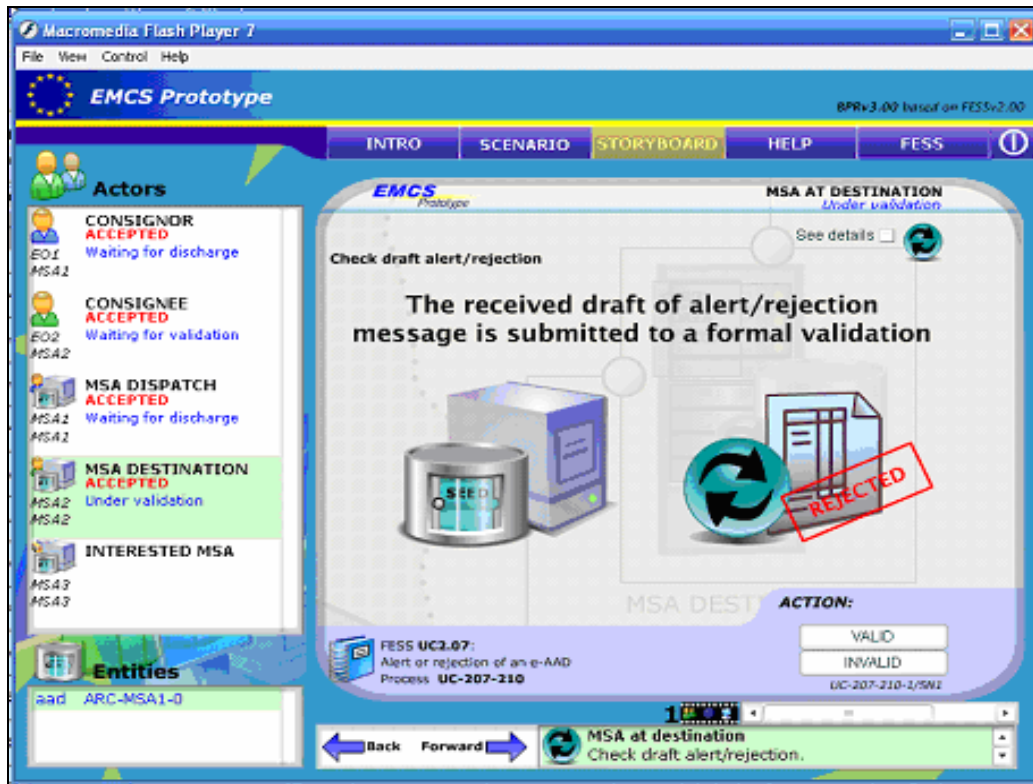 Macromedia Flash Player 7
File View Control Help
EMCS Prototype
BPRv3.00 based on FESSv2.00
INTRO SCENARIO STORYBOARD HELP FESS
Actors
CONSIGNOR
ACCEPTED
EO1 Waiting for discharge
MSA1
CONSIGNEE
ACCEPTED
EO2 Waiting for validation
MSA2
MSA DISPATCH
ACCEPTED
MSA1 Waiting for discharge
MSA1
MSA DESTINATION
ACCEPTED
MSA2 Under validation
MSA2
INTERESTED MSA
MSA3
MSA3
Entities
aad ARC-MSA1-0
EMCS
Prototype
MSA AT DESTINATION
Under validation
See details
Check draft alert/rejection
The received draft of alert/rejection
message is submitted to a formal validation
SEED
REJECTED
MSA DEST
ACTION:
FESS UC2.07:
Alert or rejection of an e-AAD
Process UC-207-210
VALID
INVALID
UC-207-210-1/SN1
1
Back Forward
MSA at destination
Check draft alert/rejection.